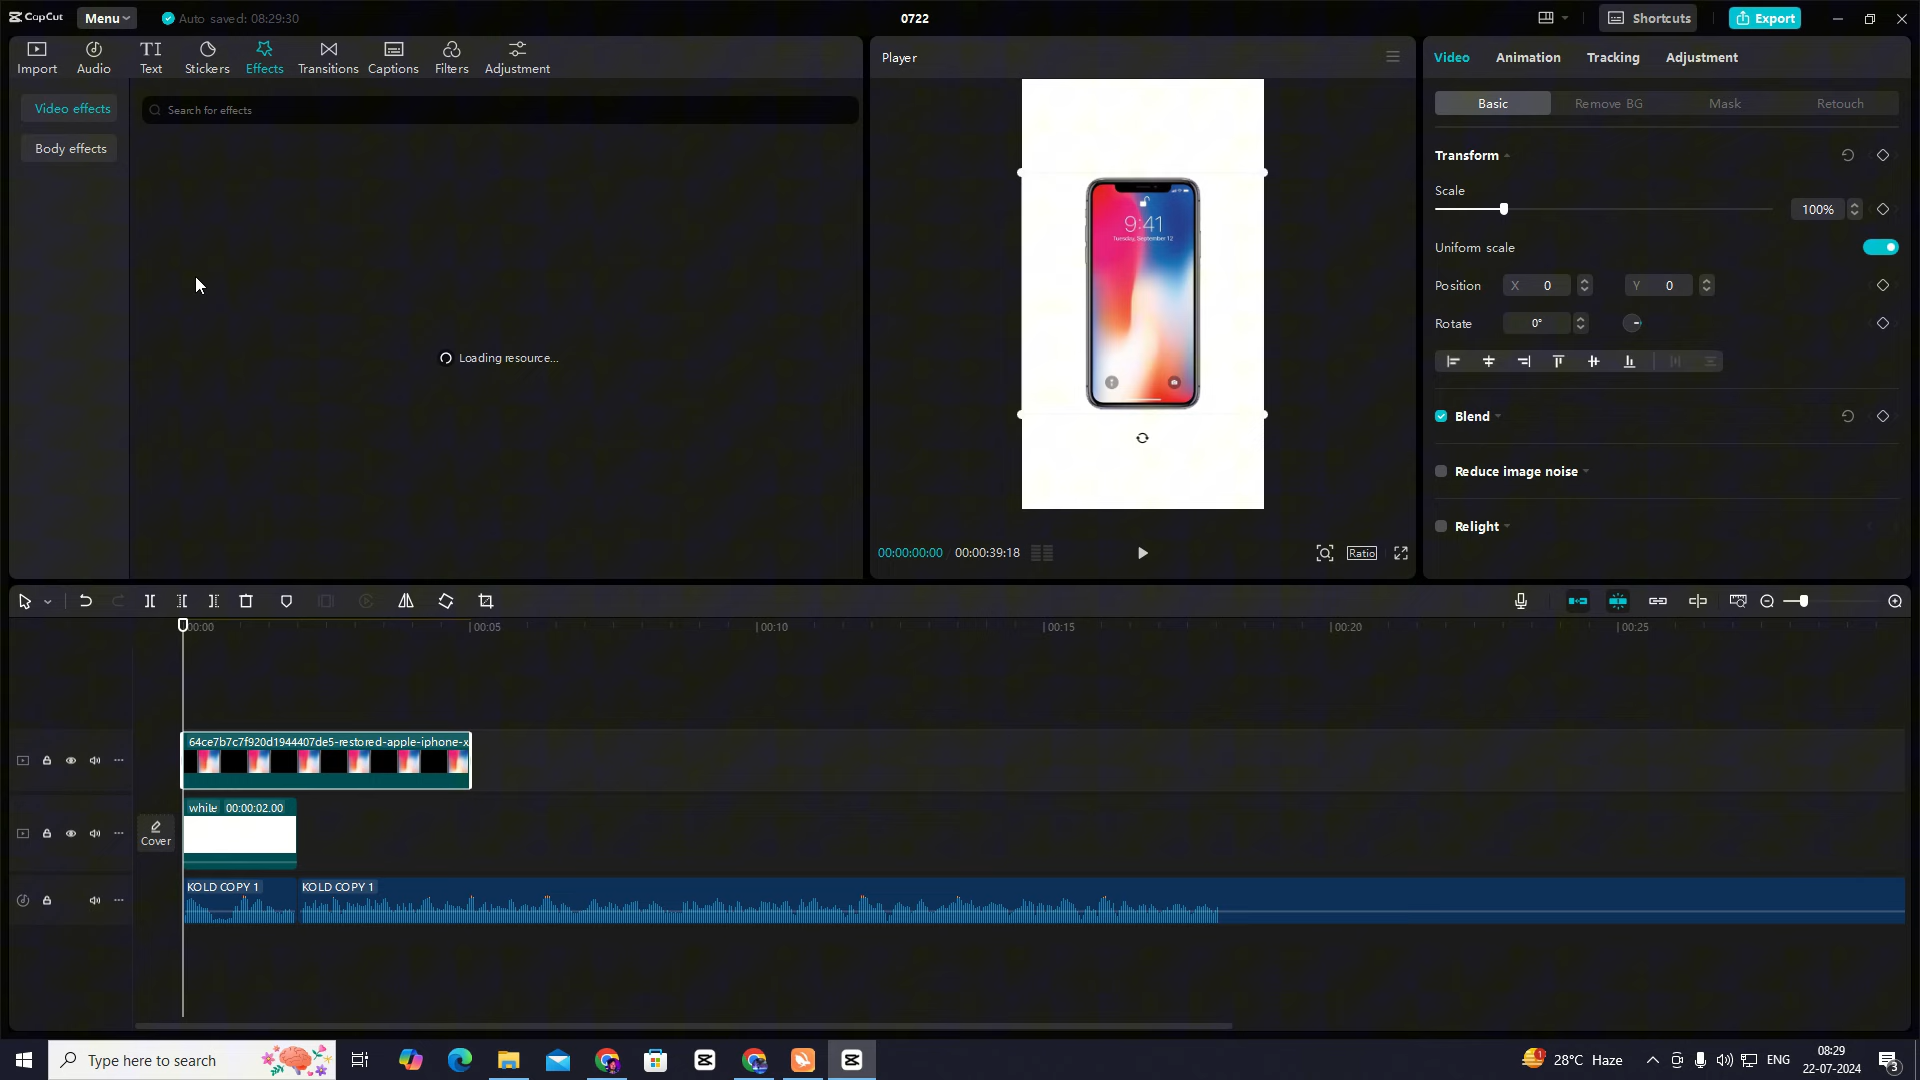 CapCut
Menu
Auto saved: 08:29:30
0722
Shortcuts
Export
Import
Audio
TI
Text
Stickers
Effects
Transitions
Captions
Filters
Adjustment
Video effects
Body effects
Search for effects
Loading resource...
Player
9:41
Tuesday, September 12
00:00:00:00
00:00:39:18
Ratio
Video
Animation
Tracking
Adjustment
Basic
Remove BG
Mask
Retouch
Transform
Scale
100%
Uniform scale
Position
X 0
Y 0
Rotate
0°
Blend
Reduce image noise
Relight
00:00
00:05
00:10
00:15
00:20
00:25
64ce7b7c7f920d1944407de5-restored-apple-iphone-x
while 00:00:02.00
Cover
KOLD COPY 1
KOLD COPY 1
Type here to search
1
28°C Haze
ENG
08:29
22-07-2024
3